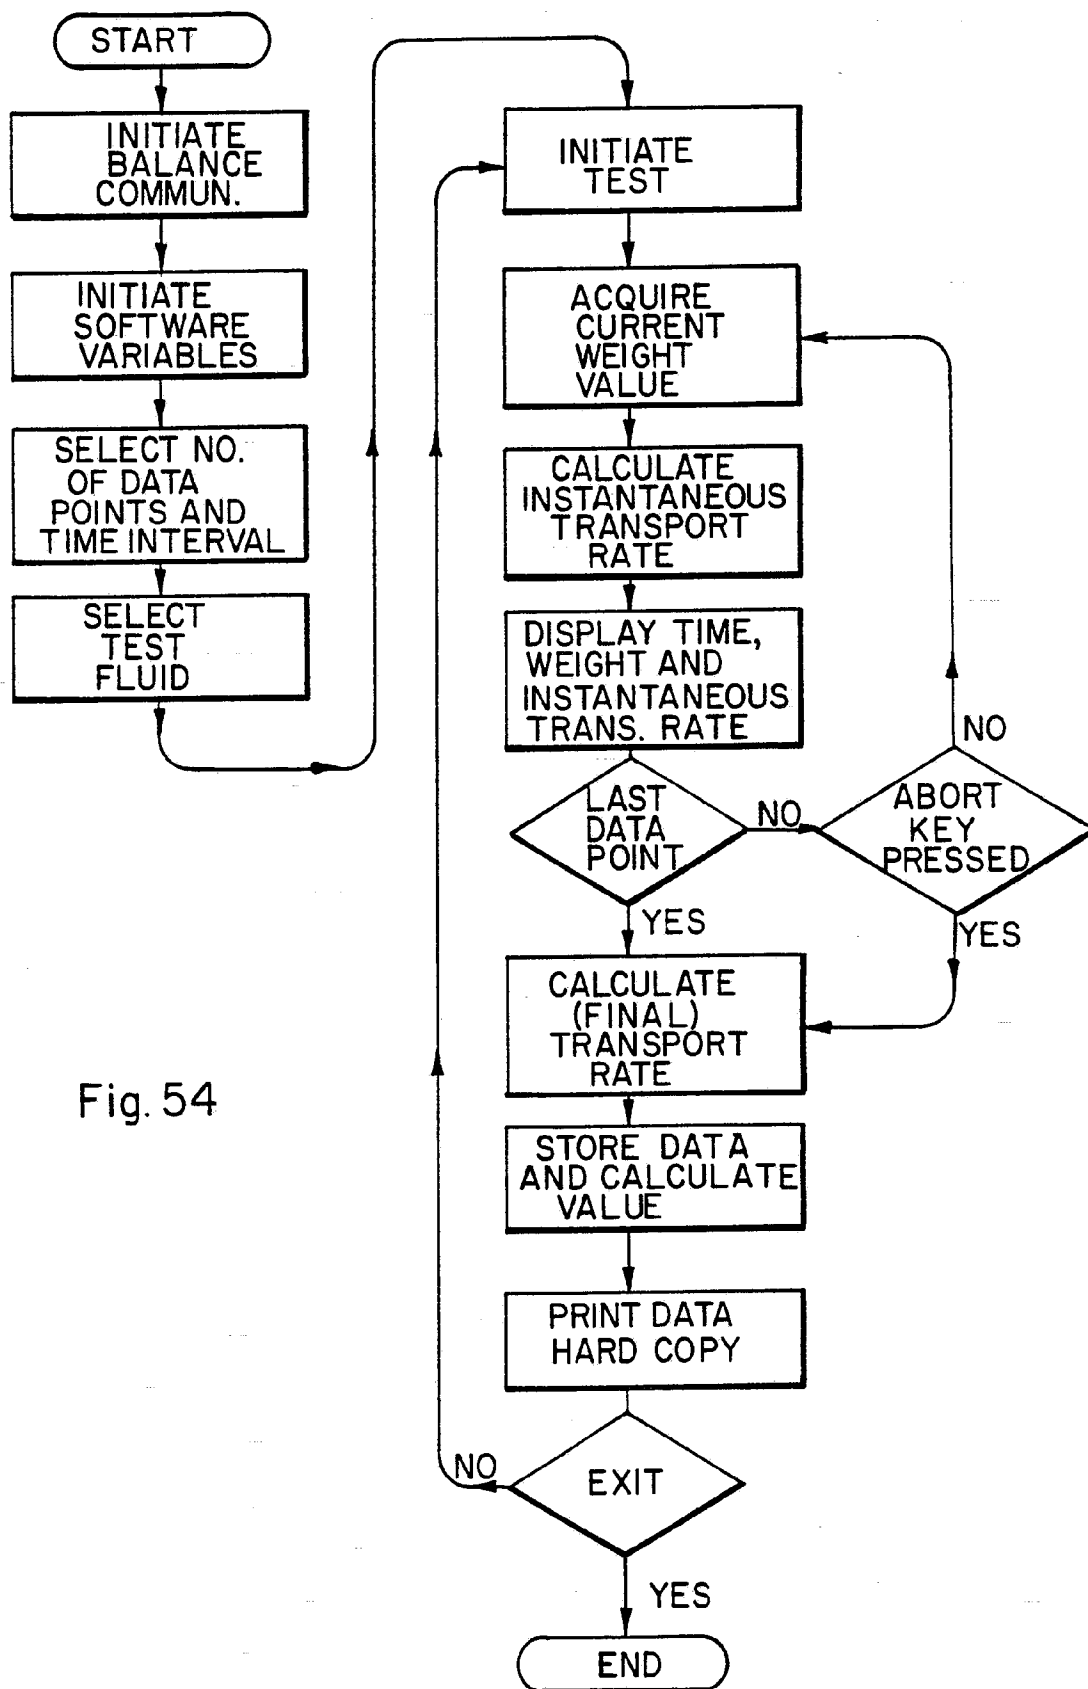 START
INITIATE
BALANCE
COMMUN.
INITIATE
SOFTWARE
VARIABLES
SELECT NO.
OF DATA
POINTS AND
TIME INTERVAL
SELECT
TEST
FLUID
INITIATE
TEST
ACQUIRE
CURRENT
WEIGHT
VALUE
CALCULATE
INSTANTANEOUS
TRANSPORT
RATE
DISPLAY TIME,
WEIGHT AND
INSTANTANEOUS
TRANS. RATE
LAST
DATA
POINT
NO
ABORT
KEY
PRESSED
NO
YES
YES
CALCULATE
(FINAL)
TRANSPORT
RATE
STORE DATA
AND CALCULATE
VALUE
PRINT DATA
HARD COPY
EXIT
NO
YES
END
Fig. 54